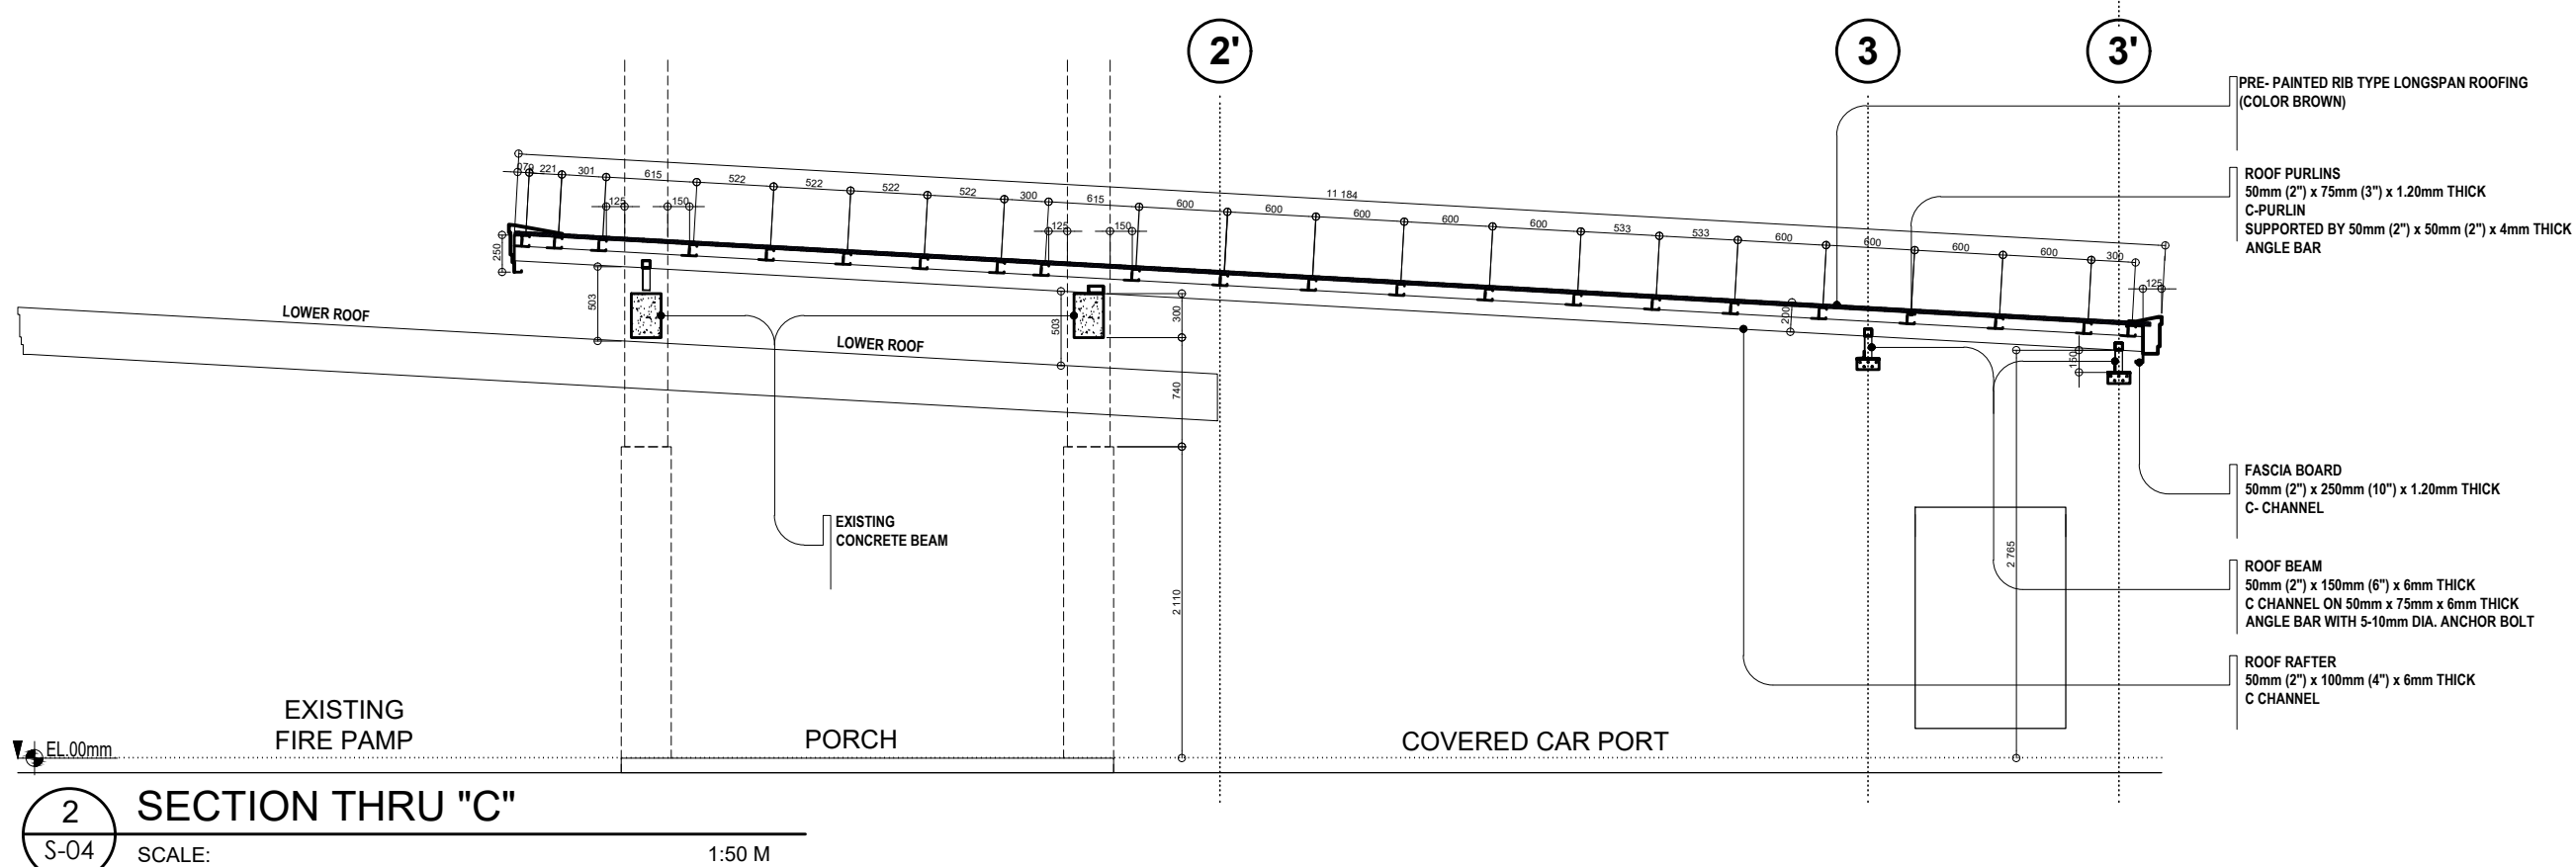 2'
3
3'
PRE- PAINTED RIB TYPE LONGSPAN ROOFING
(COLOR BROWN)
ROOF PURLINS
50mm (2") x 75mm (3") x 1.20mm THICK
C-PURLIN
SUPPORTED BY 50mm (2") x 50mm (2") x 4mm THICK
ANGLE BAR
11 184
079
221
301
615
522
522
522
522
300
615
600
600
600
600
600
533
533
600
600
600
600
300
125
150
125
150
125
250
503
503
300
740
2 110
200
160
2 765
LOWER ROOF
LOWER ROOF
FASCIA BOARD
50mm (2") x 250mm (10") x 1.20mm THICK
C- CHANNEL
EXISTING
CONCRETE BEAM
ROOF BEAM
50mm (2") x 150mm (6") x 6mm THICK
C CHANNEL ON 50mm x 75mm x 6mm THICK
ANGLE BAR WITH 5-10mm DIA. ANCHOR BOLT
ROOF RAFTER
50mm (2") x 100mm (4") x 6mm THICK
C CHANNEL
EXISTING
FIRE PAMP
PORCH
COVERED CAR PORT
EL.00mm
2
S-04
SECTION THRU "C"
SCALE:
1:50 M